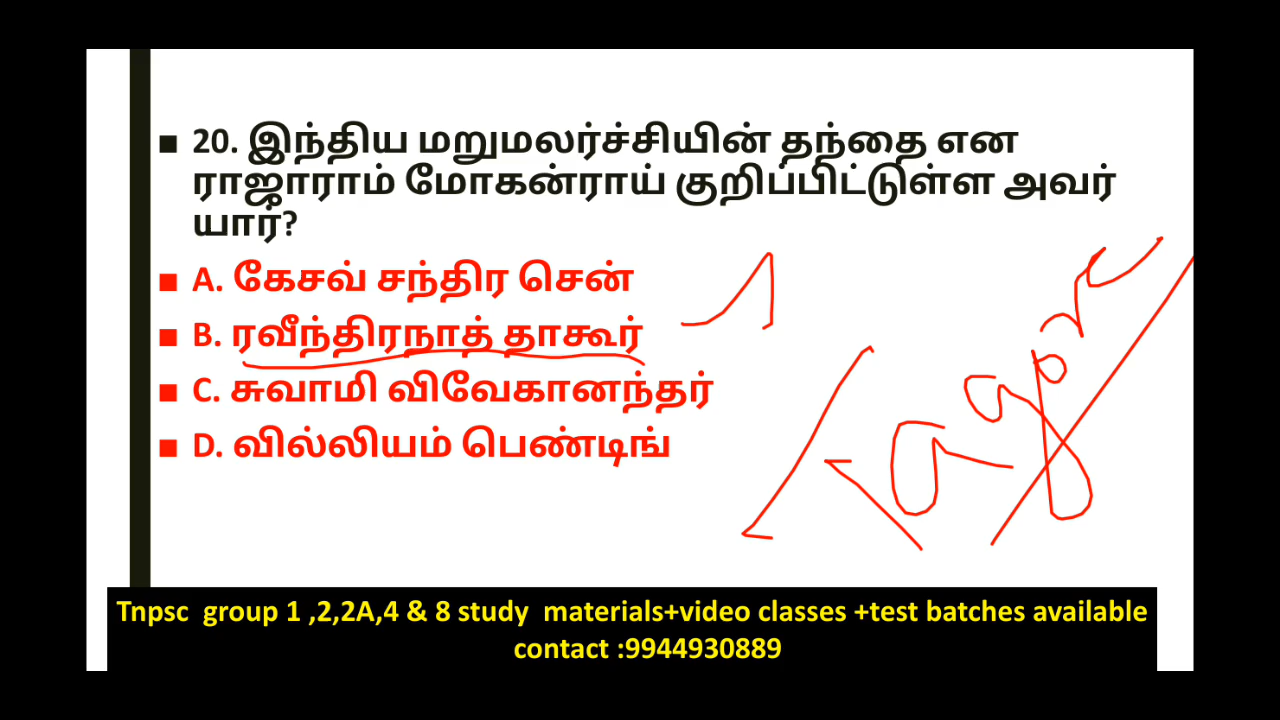 ■ 20. இந்திய மறுமலர்ச்சியின் தந்தை என
ராஜாராம் மோகன்ராய் குறிப்பிட்டுள்ள அவர்
யார்?
■ A. கேசவ் சந்திர சென்
■ B. ரவீந்திரநாத் தாகூர்
■ C. சுவாமி விவேகானந்தர்
■ D. வில்லியம் பெண்டிங்
Tagore
Tnpsc group 1 ,2,2A,4 & 8 study materials+video classes +test batches available
contact :9944930889